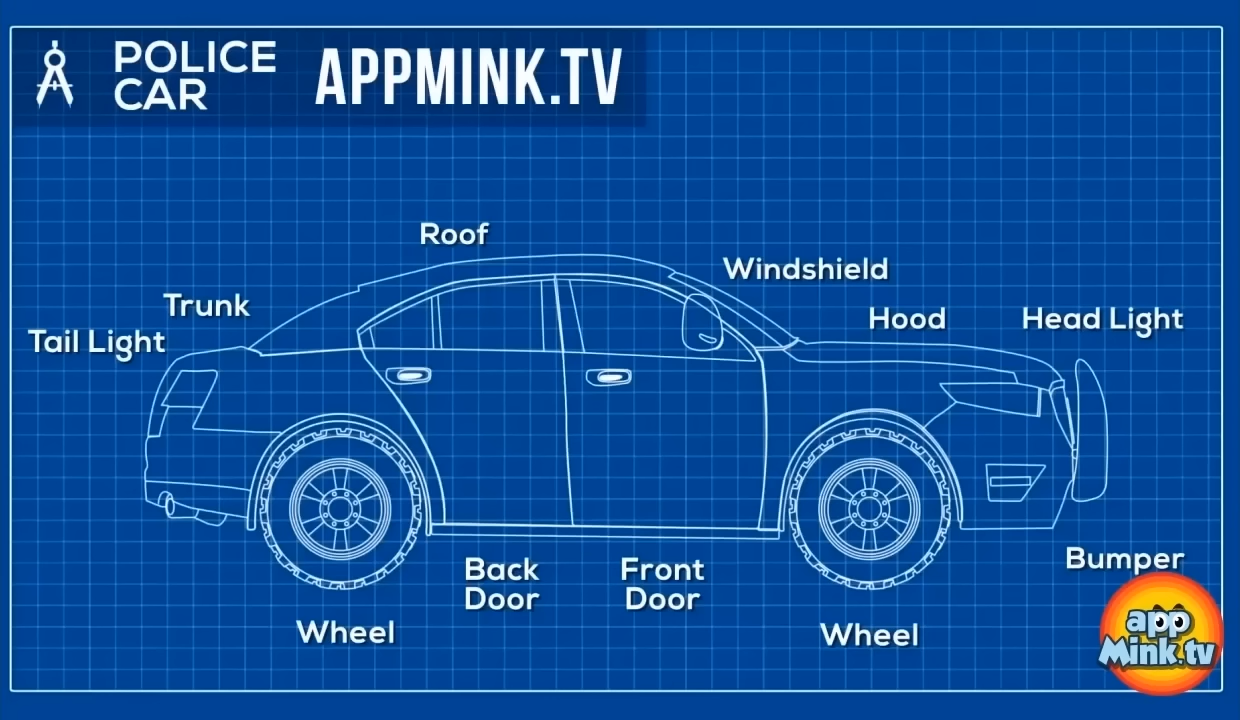 POLICE
CAR
APPMINK.TV
Roof
Windshield
Trunk
Hood
Head Light
Tail Light
Bumper
Back
Door
Front
Door
Wheel
Wheel
app
Mink.tv